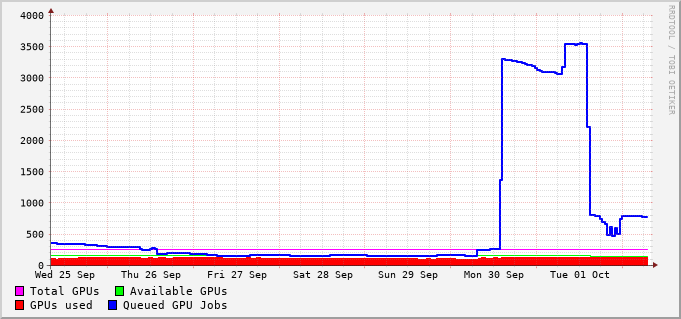 4000
3500
3000
2500
2000
1500
1000
500
0
Wed 25 Sep Thu 26 Sep Fri 27 Sep Sat 28 Sep Sun 29 Sep Mon 30 Sep Tue 01 Oct
Total GPUs Available GPUs
GPUs used Queued GPU Jobs
RRDTOOL / TOBI OETIKER